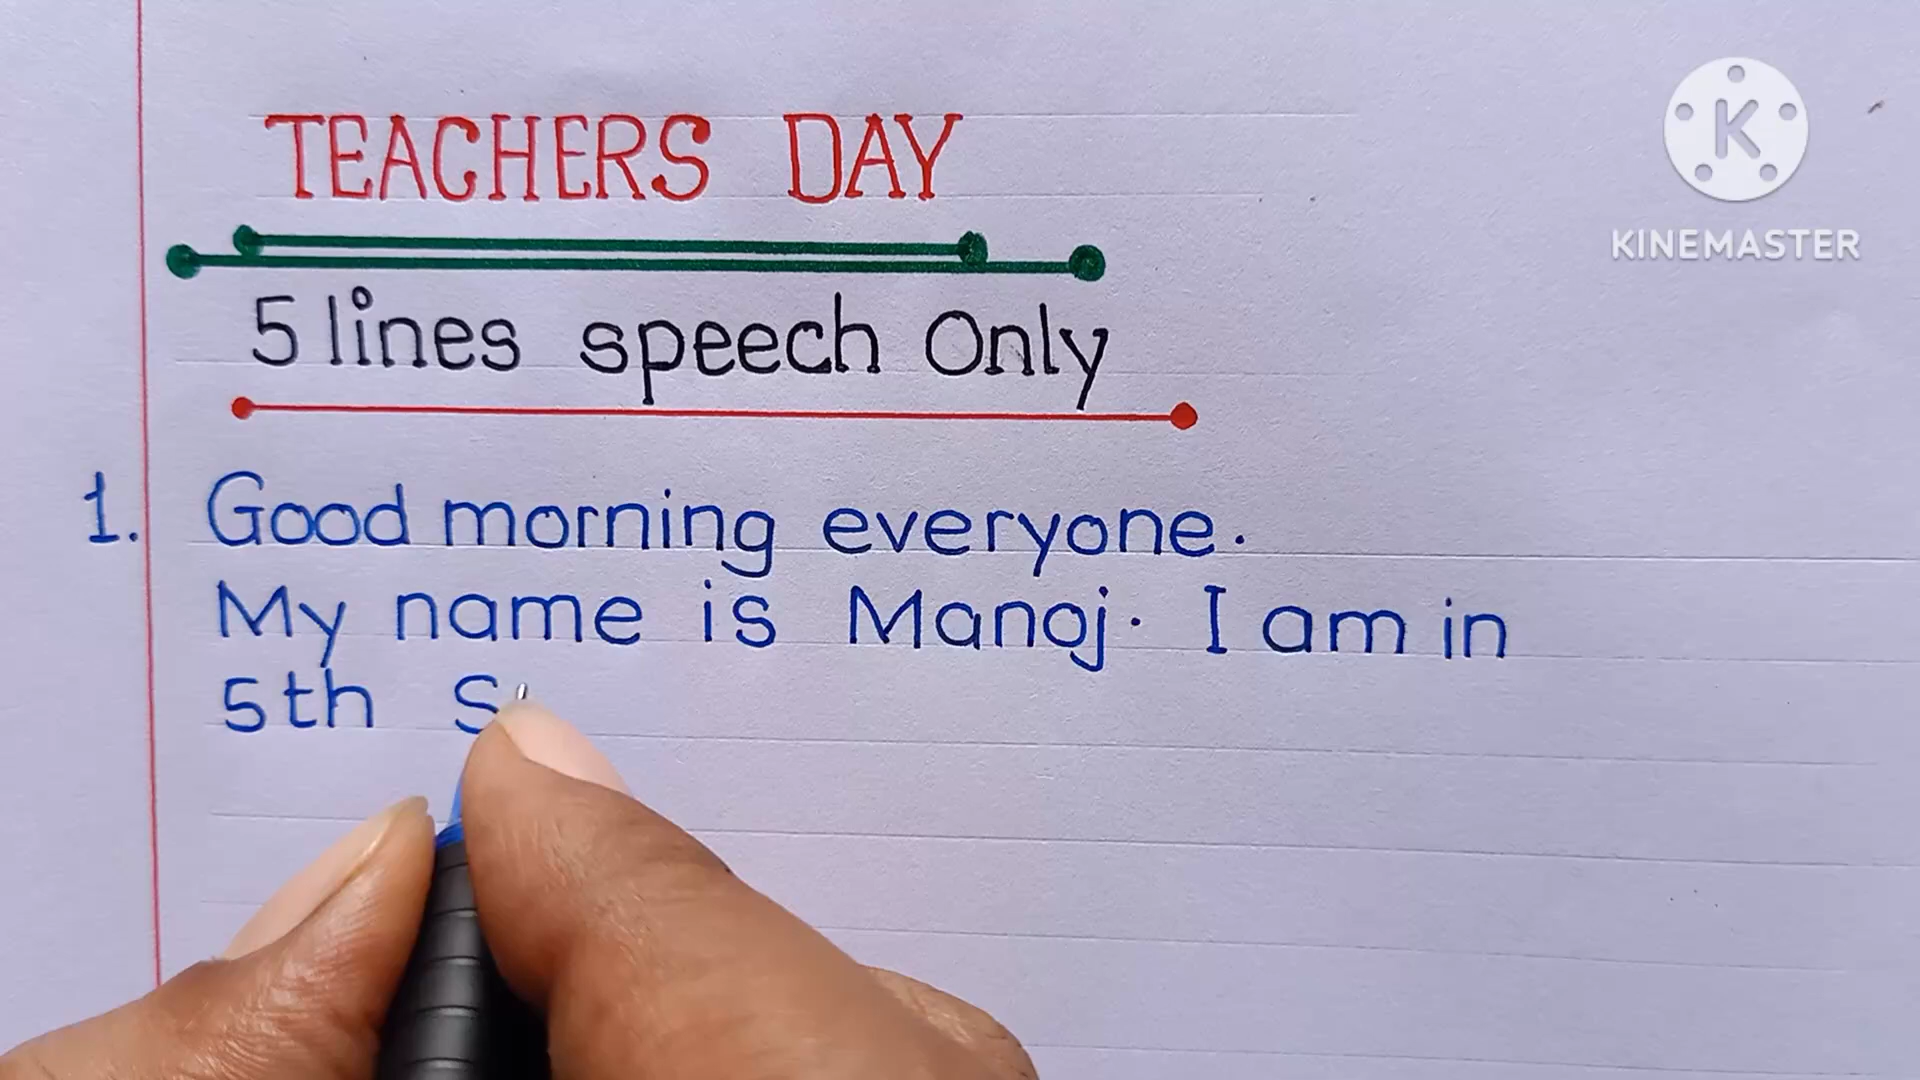 TEACHERS DAY
5 lines speech Only
1. Good morning everyone.
My name is Manoj. I am in
5th S
K
KINEMASTER